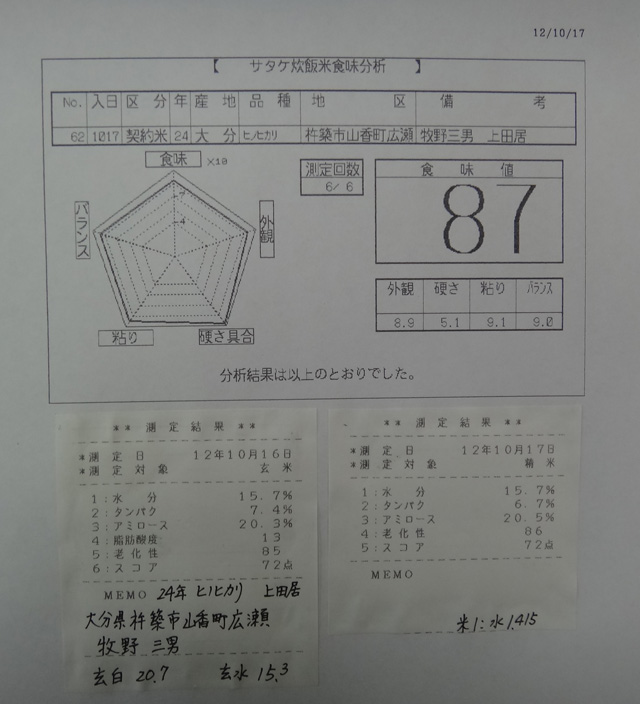 12/10/17
【 サタケ炊飯米食味分析 】
No. 入日 区分 年 産地 品種 地区 備考
62 1017 契約米 24 大分 ヒノヒカリ 杵築市山香町広瀬 牧野三男 上田居
食味 ×10
バランス
外観
粘り
硬さ具合
測定回数
6/ 6
食味値
87
外観 硬さ 粘り バランス
8.9 5.1 9.1 9.0
分析結果は以上のとおりでした。
** 測定結果 **
*測定日 12年10月16日
*測定対象 玄米
1:水分 15.7%
2:タンパク 7.4%
3:アミロース 20.3%
4:脂肪酸度 13
5:老化性 85
6:スコア 72点
MEMO 24年 ヒノヒカリ 上田居
大分県杵築市山香町広瀬
牧野 三男
玄白 20.7 玄水 15.3
** 測定結果 **
*測定日 12年10月17日
*測定対象 精米
1:水分 15.7%
2:タンパク 6.7%
3:アミロース 20.5%
4:老化性 86
5:スコア 72点
MEMO
米1:水1.415